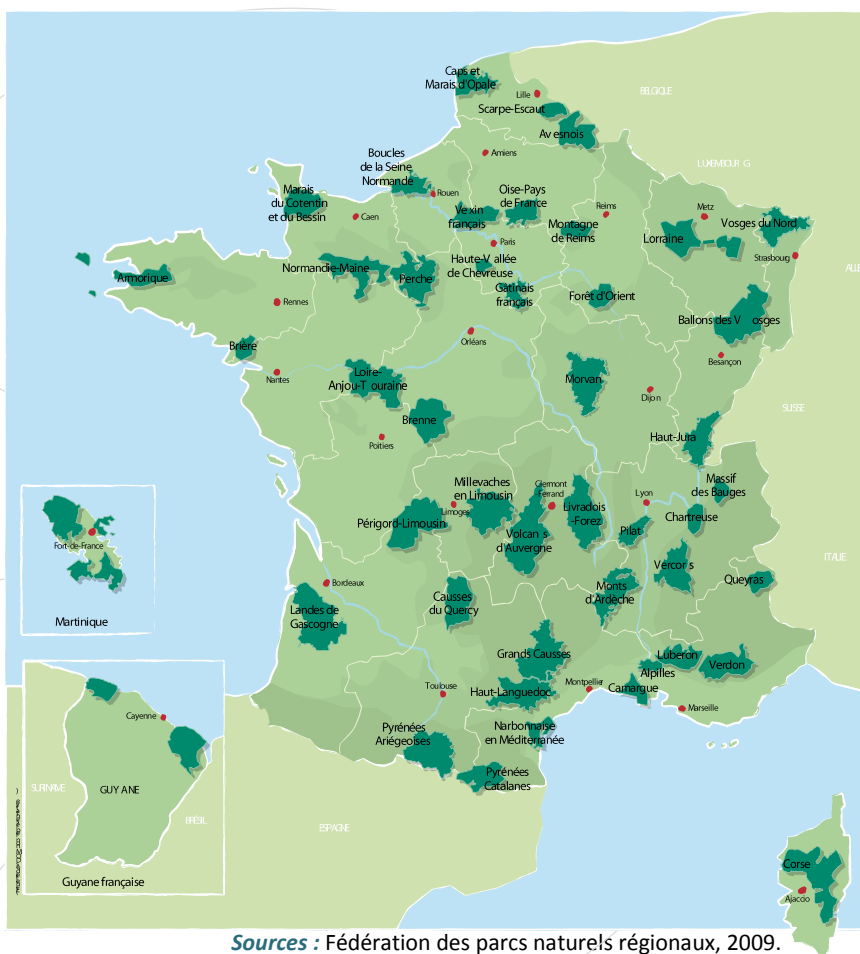 Caps et
Marais d'Opale
Lille
BELGIQUE
Scarpe-Escaut
Avesnois
Boucles
de la Seine
Normande
Amiens
LUXEMBOURG
Marais
du Cotentin
et du Bessin
Caen
Rouen
Oise-Pays
de France
Vexin
français
Reims
Montagne
de Reims
Metz
Lorraine
Vosges du Nord
Strasbourg
ALLE
Paris
Haute-Vallée
de Chevreuse
Gâtinais
français
Normandie-Maine
Perche
Armorique
Rennes
Forêt d'Orient
Ballons des Vosges
Orléans
Brière
Nantes
Loire-
Anjou-Touraine
Morvan
Besançon
Dijon
SUISSE
Brenne
Poitiers
Haut-Jura
Massif
des Bauges
Millevaches
en Limousin
Clermont
-Ferrand
Livradois
-Forez
Lyon
Chartreuse
Limoges
Périgord-Limousin
Volcans
d'Auvergne
Pilat
ITALIE
Vércors
Queyras
Fort-de-France
Martinique
Bordeaux
Landes de
Gascogne
Causses
du Quercy
Monts
d'Ardèche
Grands Causses
Luberon
Verdon
Alpilles
Toulouse
Haut-Languedoc
Montpellier
Camargue
Marseille
Pyrénées
Ariégeoises
Narbonnaise
en Méditerranée
Pyrénées
Catalanes
Cayenne
SURINAME
GUYANE
BRÉSIL
Guyane française
ESPAGNE
Corse
Ajaccio
Sources : Fédération des parcs naturels régionaux, 2009.